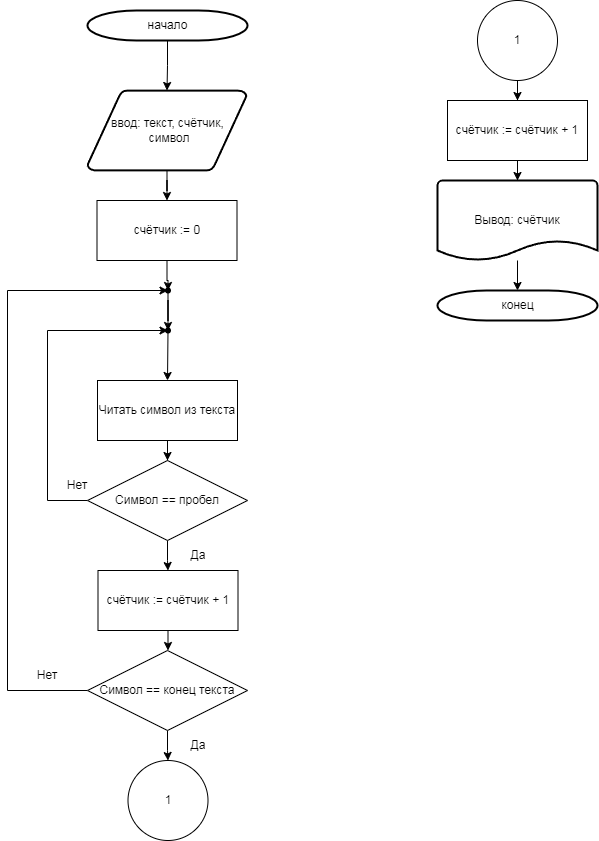 начало
ввод: текст, счётчик,
символ
счётчик := 0
Читать символ из текста
Нет
Символ == пробел
Да
счётчик := счётчик + 1
Нет
Символ == конец текста
Да
1
1
счётчик := счётчик + 1
Вывод: счётчик
конец